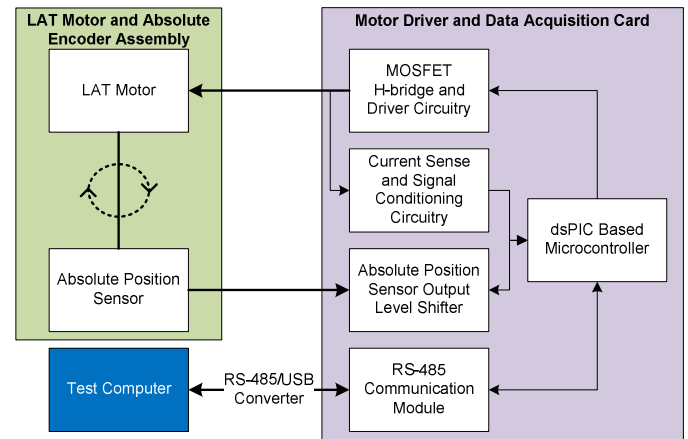 LAT Motor and Absolute
Encoder Assembly
Motor Driver and Data Acquisition Card
LAT Motor
MOSFET
H-bridge and
Driver Circuitry
Current Sense
and Signal
Conditioning
Circuitry
dsPIC Based
Microcontroller
Absolute Position
Sensor
Absolute Position
Sensor Output
Level Shifter
Test Computer
RS-485/USB
Converter
RS-485
Communication
Module